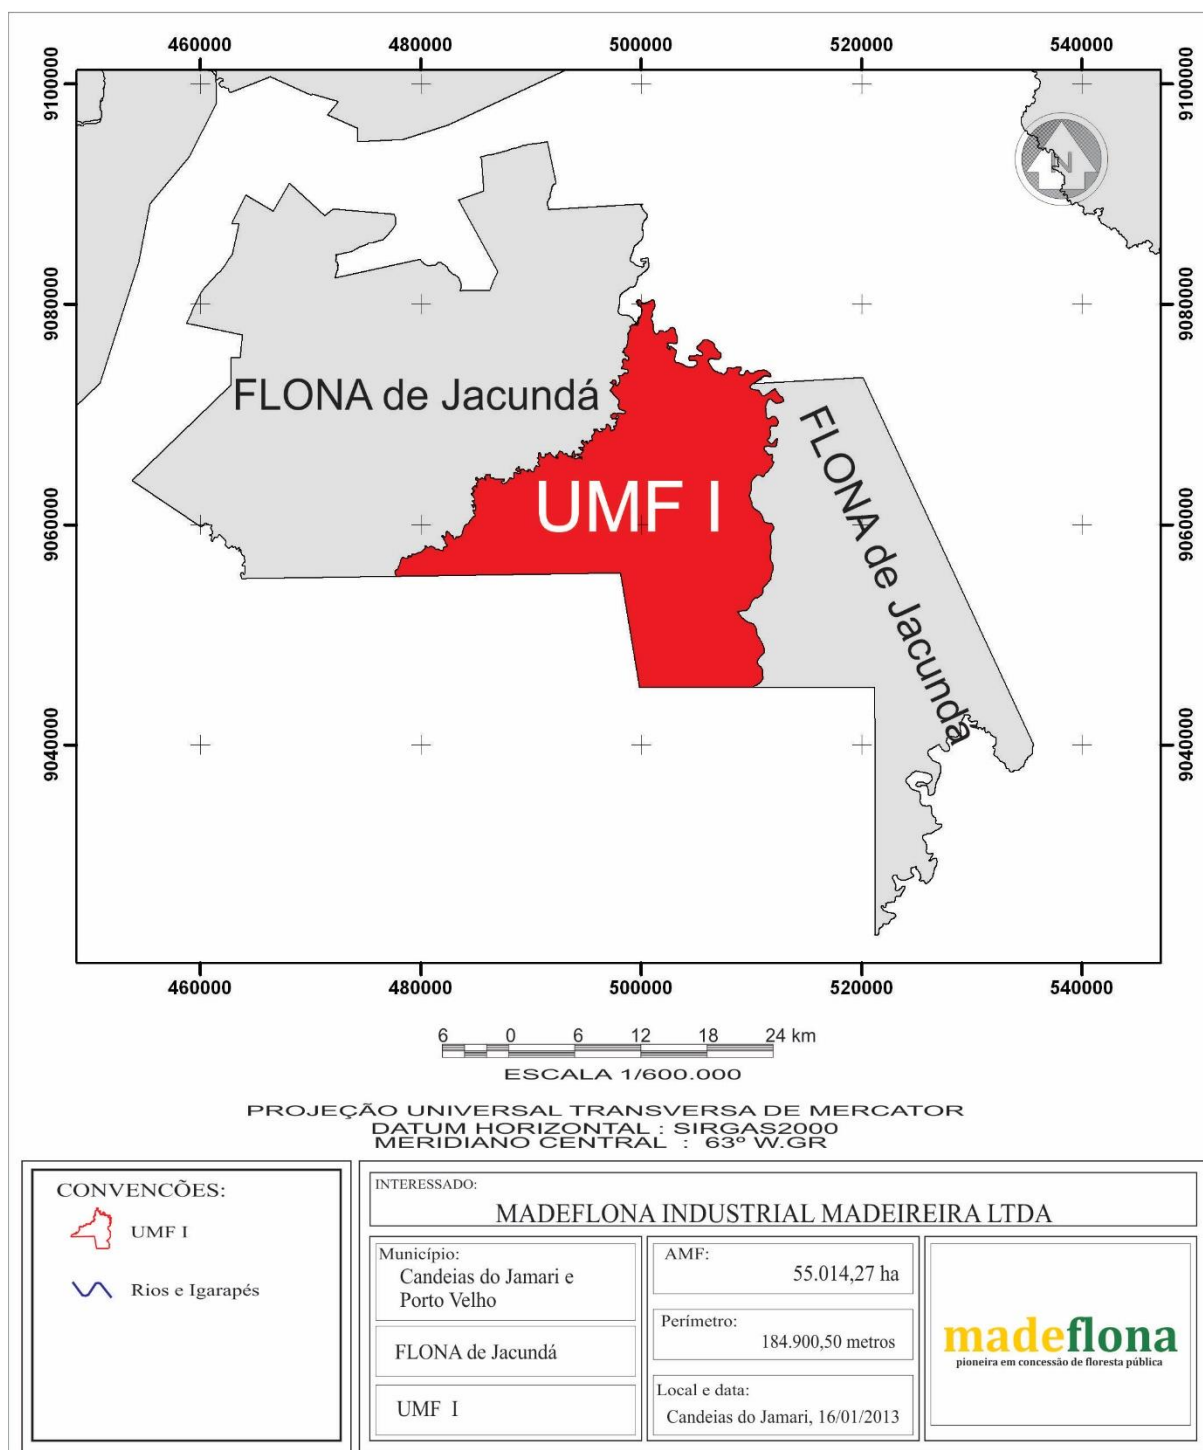 460000 480000 500000 520000 540000
9100000
9100000
9080000
9080000
9060000
9060000
9040000
9040000
N
FLONA de Jacundá
UMF I
FLONA de Jacundá
460000 480000 500000 520000 540000
6 0 6 12 18 24 km
ESCALA 1/600.000
PROJEÇÃO UNIVERSAL TRANSVERSA DE MERCATOR
DATUM HORIZONTAL : SIRGAS2000
MERIDIANO CENTRAL : 63º W.GR
CONVENCÕES:
UMF I
Rios e Igarapés
INTERESSADO:
MADEFLONA INDUSTRIAL MADEIREIRA LTDA
Município:
Candeias do Jamari e
Porto Velho
FLONA de Jacundá
UMF I
AMF:
55.014,27 ha
Perímetro:
184.900,50 metros
Local e data:
Candeias do Jamari, 16/01/2013
madeflona
pioneira em concessão de floresta pública